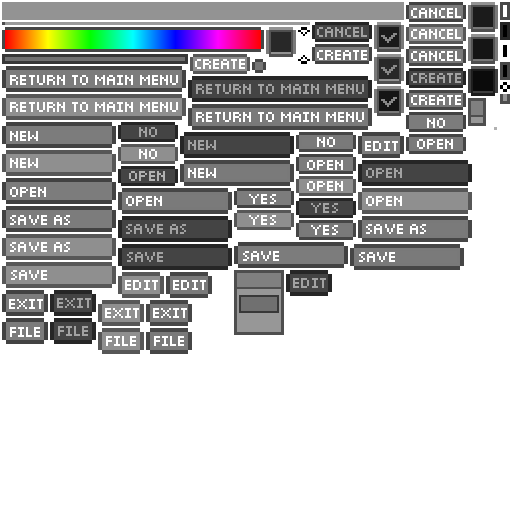 CANCEL
CANCEL CANCEL
CREATE CREATE CANCEL
RETURN TO MAIN MENU CREATE
RETURN TO MAIN MENU
RETURN TO MAIN MENU CREATE
RETURN TO MAIN MENU NO
NEW NO NEW NO EDIT OPEN
NEW NO OPEN
OPEN NEW OPEN
OPEN OPEN
OPEN YES YES OPEN
SAVE AS YES
SAVE AS YES SAVE AS
SAVE AS
SAVE SAVE SAVE
SAVE EDIT EDIT EDIT
EXIT EXIT EXIT EXIT
FILE FILE
FILE FILE